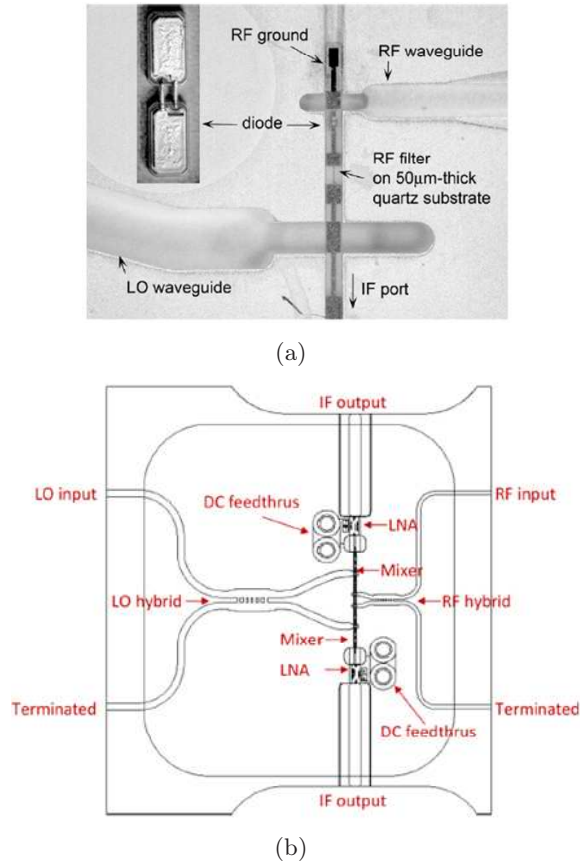 RF ground
RF waveguide
diode
RF filter
on 50μm-thick
quartz substrate
LO waveguide
IF port
(a)
IF output
LO input
RF input
DC feedthrus
LNA
Mixer
LO hybrid
RF hybrid
Mixer
LNA
Terminated
Terminated
DC feedthrus
IF output
(b)